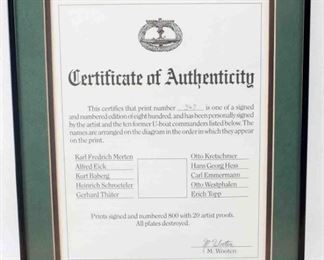 Certificate of Authenticity
This certifies that print number is one of a signed
and numbered edition of eight hundred, and has been personally signed
by the artist and the ten former U-boat commanders listed below. The
names are arranged on the diagram in the order in which they appear
on the print.
Karl Fredrich Merten Otto Kretschmer
Alfred Eick Hans Georg Hess
Kurt Baberg Carl Emmermann
Heinrich Schroeteler Otto Westphalen
Gerhard Thäter Erich Topp
Prints signed and numbered 800 with 20 artist proofs.
All plates destroyed.
M. Wooten